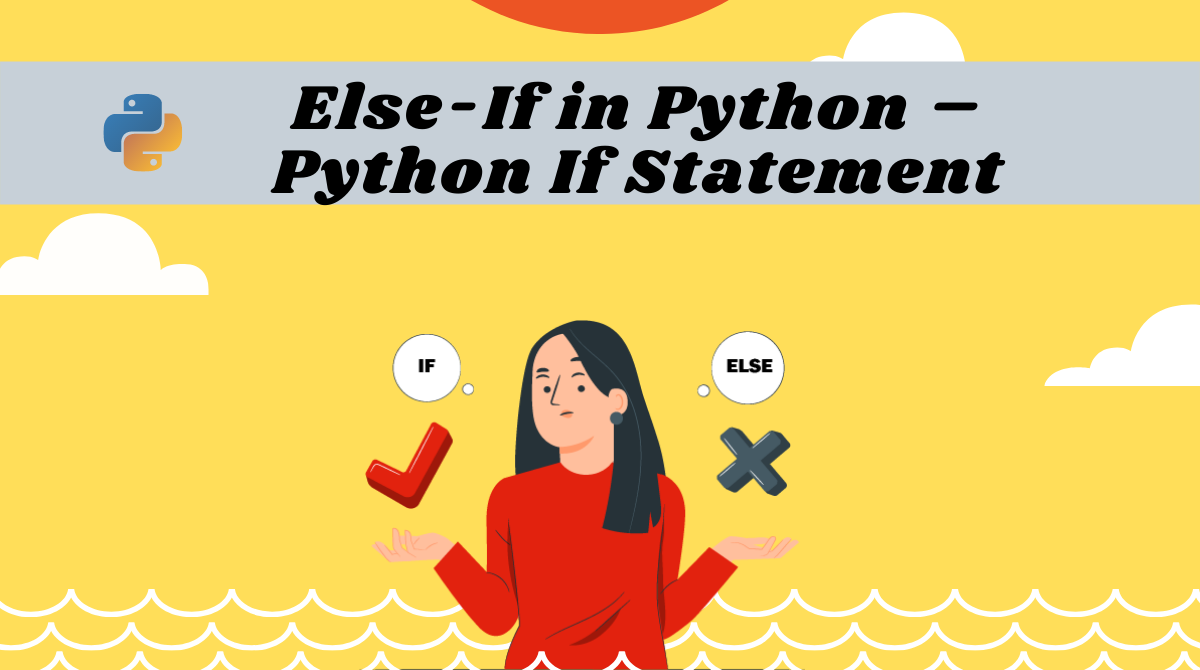 Else-If in Python –
Python If Statement
IF
ELSE